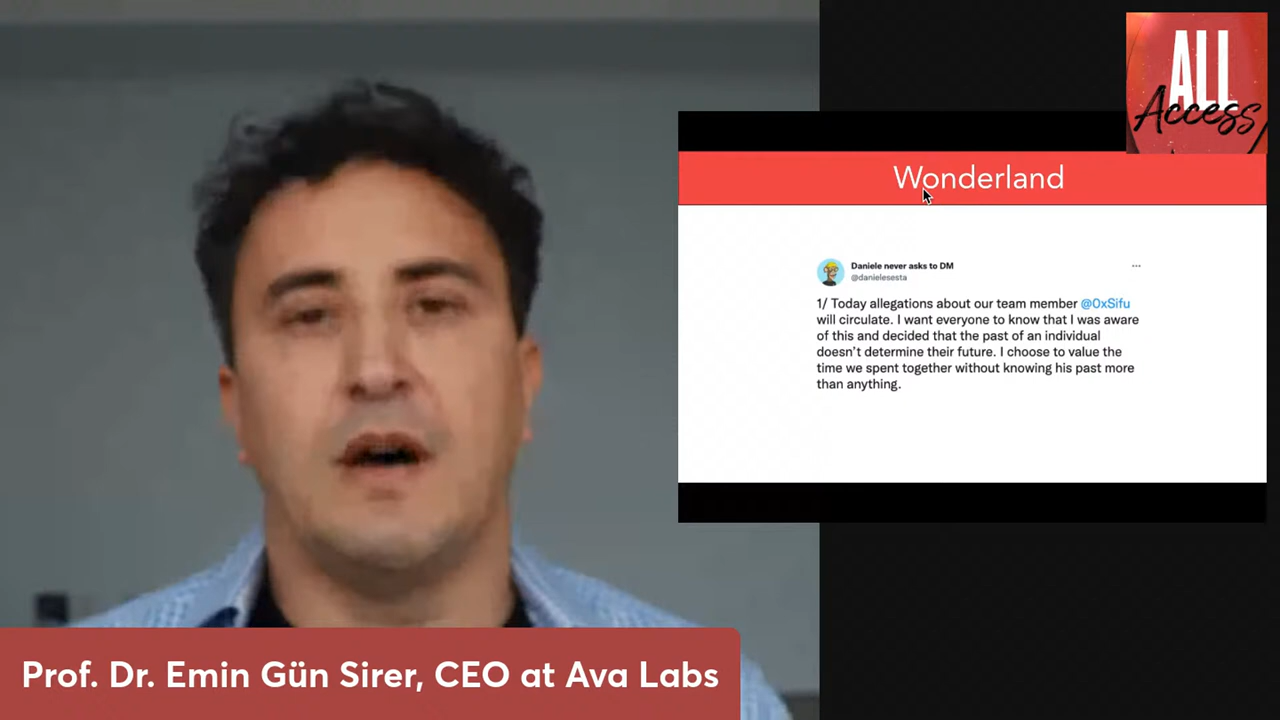 ALL
Access
Wonderland
Daniele never asks to DM
@danielesesta
1/ Today allegations about our team member @0xSifu
will circulate. I want everyone to know that I was aware
of this and decided that the past of an individual
doesn't determine their future. I choose to value the
time we spent together without knowing his past more
than anything.
Prof. Dr. Emin Gün Sirer, CEO at Ava Labs